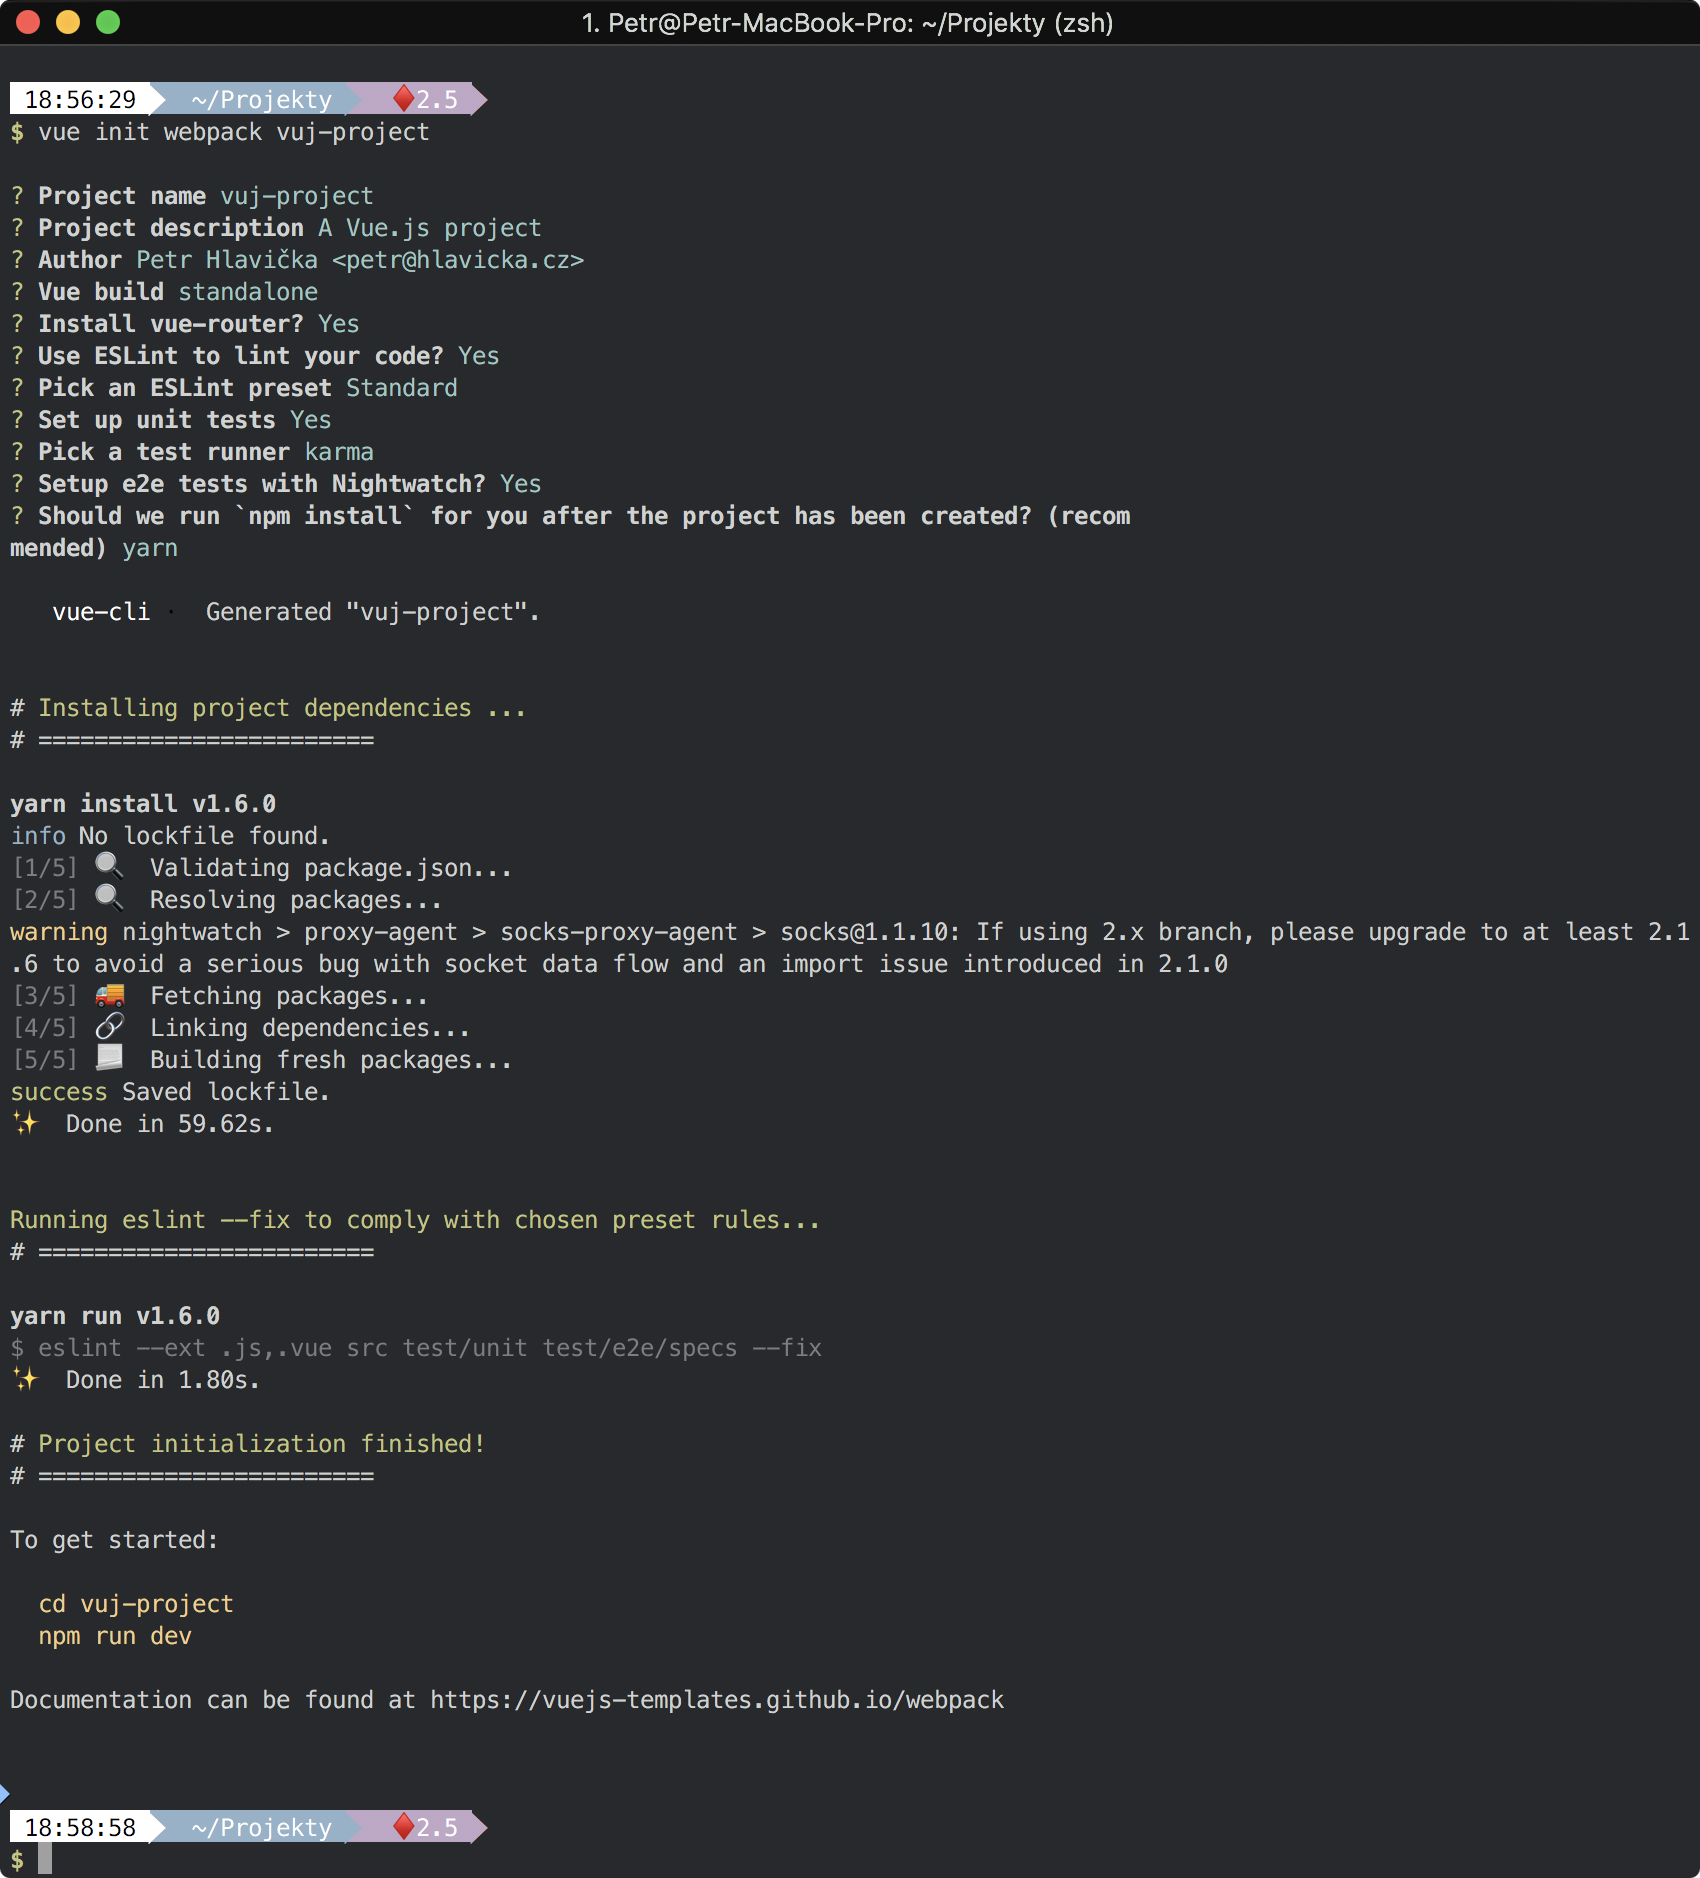 1. Petr@Petr-MacBook-Pro: ~/Projekty (zsh)
18:56:29 ~/Projekty 2.5
$ vue init webpack vuj-project
? Project name vuj-project
? Project description A Vue.js project
? Author Petr Hlavička <petr@hlavicka.cz>
? Vue build standalone
? Install vue-router? Yes
? Use ESLint to lint your code? Yes
? Pick an ESLint preset Standard
? Set up unit tests Yes
? Pick a test runner karma
? Setup e2e tests with Nightwatch? Yes
? Should we run `npm install` for you after the project has been created? (recom
mended) yarn
vue-cli · Generated "vuj-project".
# Installing project dependencies ...
# ========================
yarn install v1.6.0
info No lockfile found.
[1/5] 🔍 Validating package.json...
[2/5] 🔍 Resolving packages...
warning nightwatch > proxy-agent > socks-proxy-agent > socks@1.1.10: If using 2.x branch, please upgrade to at least 2.1
.6 to avoid a serious bug with socket data flow and an import issue introduced in 2.1.0
[3/5] 🚚 Fetching packages...
[4/5] 🔗 Linking dependencies...
[5/5] 📃 Building fresh packages...
success Saved lockfile.
✨ Done in 59.62s.
Running eslint --fix to comply with chosen preset rules...
# ========================
yarn run v1.6.0
$ eslint --ext .js,.vue src test/unit test/e2e/specs --fix
✨ Done in 1.80s.
# Project initialization finished!
# ========================
To get started:
cd vuj-project
npm run dev
Documentation can be found at https://vuejs-templates.github.io/webpack
18:58:58 ~/Projekty 2.5
$